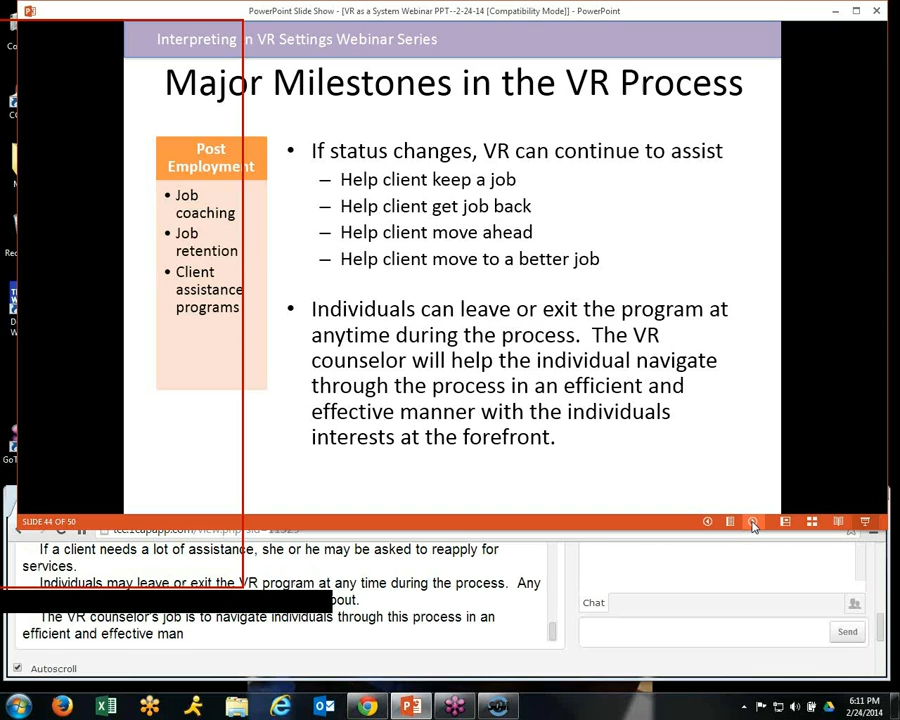 PowerPoint Slide Show - [VR as a System Webinar PPT--2-24-14 [Compatibility Mode]] - PowerPoint
Interpreting in VR Settings Webinar Series
Major Milestones in the VR Process
Post
Employment
• Job
coaching
• Job
retention
• Client
assistance
programs
• If status changes, VR can continue to assist
– Help client keep a job
– Help client get job back
– Help client move ahead
– Help client move to a better job
• Individuals can leave or exit the program at
anytime during the process. The VR
counselor will help the individual navigate
through the process in an efficient and
effective manner with the individuals
interests at the forefront.
SLIDE 44 OF 50
If a client needs a lot of assistance, she or he may be asked to reapply for
services.
Individuals may leave or exit the VR program at any time during the process. Any
The VR counselor's job is to navigate individuals through this process in an
efficient and effective man
Autoscroll
Chat
Send
6:11 PM
2/24/2014